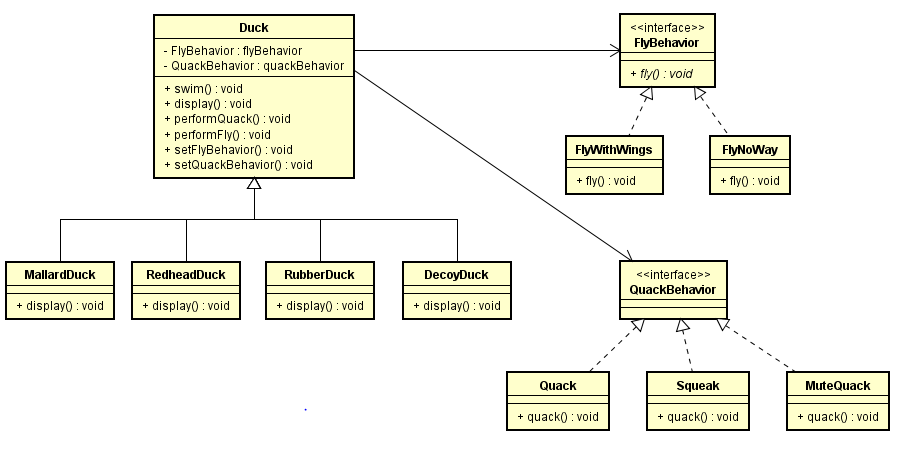 Duck
- FlyBehavior : flyBehavior
- QuackBehavior : quackBehavior
+ swim() : void
+ display() : void
+ performQuack() : void
+ performFly() : void
+ setFlyBehavior() : void
+ setQuackBehavior() : void
<<interface>>
FlyBehavior
+ fly() : void
FlyWithWings
+ fly() : void
FlyNoWay
+ fly() : void
MallardDuck
+ display() : void
RedheadDuck
+ display() : void
RubberDuck
+ display() : void
DecoyDuck
+ display() : void
<<interface>>
QuackBehavior
Quack
+ quack() : void
Squeak
+ quack() : void
MuteQuack
+ quack() : void